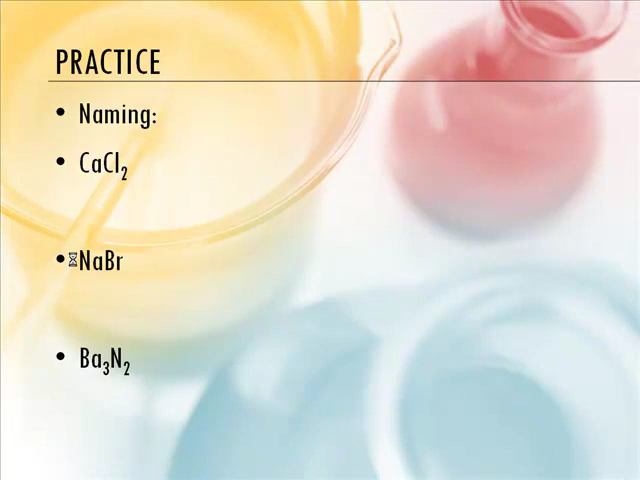 PRACTICE
• Naming:
• CaCl₂
• NaBr
• Ba₃N₂